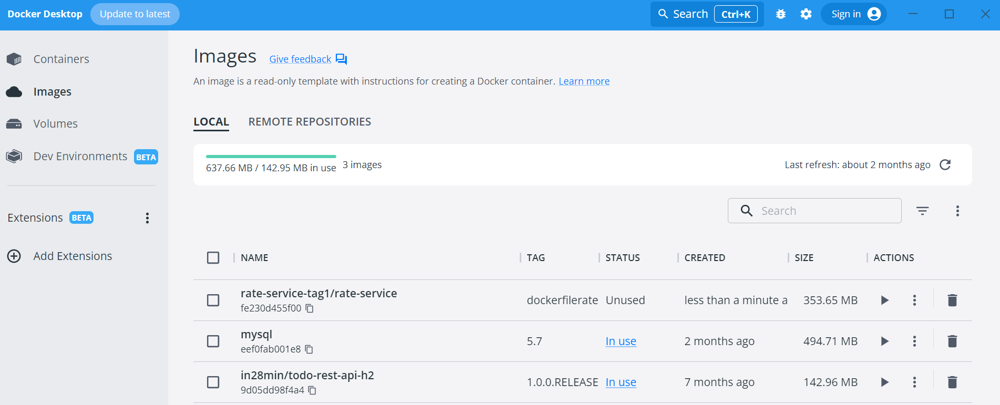 Docker Desktop Update to latest Search Ctrl+K Sign in
Containers
Images
Volumes
Dev Environments BETA
Extensions BETA
Add Extensions
Images Give feedback
An image is a read-only template with instructions for creating a Docker container. Learn more
LOCAL REMOTE REPOSITORIES
637.66 MB / 142.95 MB in use 3 images Last refresh: about 2 months ago
Search
NAME TAG STATUS CREATED SIZE ACTIONS
rate-service-tag1/rate-service
fe230d455f00
dockerfilerate Unused less than a minute a 353.65 MB
mysql
eef0fab001e8
5.7 In use 2 months ago 494.71 MB
in28min/todo-rest-api-h2
9d05dd98f4a4
1.0.0.RELEASE In use 7 months ago 142.96 MB